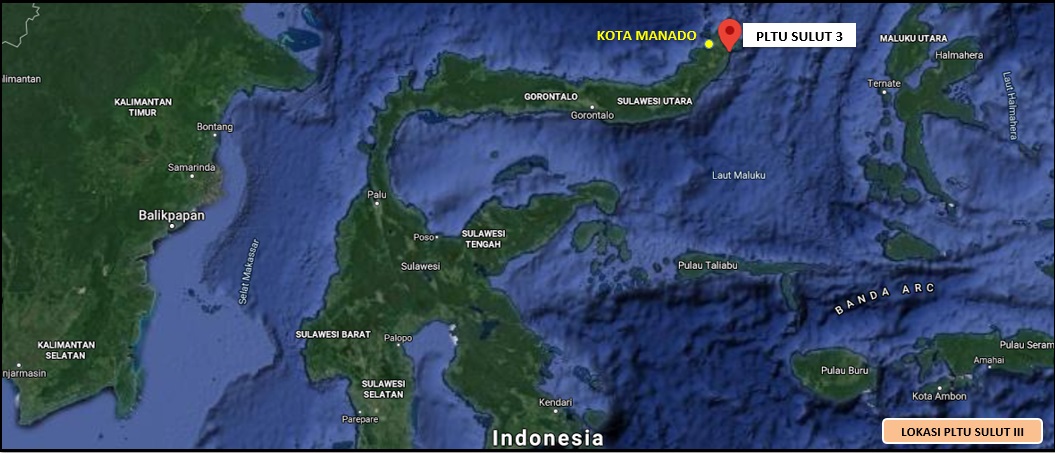 KOTA MANADO
PLTU SULUT 3
MALUKU UTARA
Halmahera
limantan
KALIMANTAN
TIMUR
GORONTALO
SULAWESI UTARA
Ternate
Laut Halmahera
Gorontalo
Bontang
Samarinda
Laut Maluku
Palu
Balikpapan
Poso
SULAWESI
TENGAH
Selat Makassar
Sulawesi
Pulau Taliabu
BANDA ARC
SULAWESI BARAT
Palopo
KALIMANTAN
SELATAN
Pulau Seram
Amahai
njarmasin
Pulau Buru
SULAWESI
SELATAN
Kota Ambon
Kendari
Parepare
Indonesia
LOKASI PLTU SULUT III